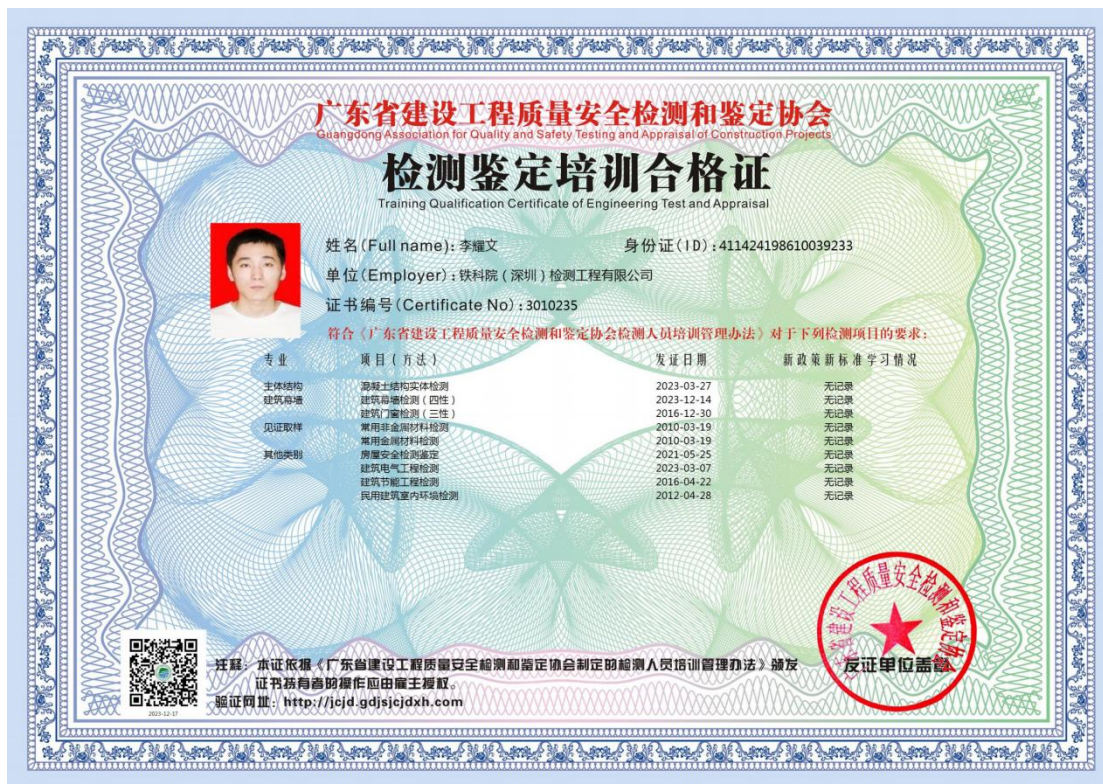 广东省建设工程质量安全检测和鉴定协会
Guangdong Association for Quality and Safety Testing and Appraisal of Construction Projects
检测鉴定培训合格证
Training Qualification Certificate of Engineering Test and Appraisal
姓名(Full name): 李耀文 身份证(ID): 411424198610039233
单位(Employer): 铁科院（深圳）检测工程有限公司
证书编号(Certificate No): 3010235
符合《广东省建设工程质量安全检测和鉴定协会检测人员培训管理办法》对于下列检测项目的要求:
专业 项目(方法) 发证日期 新政策新标准学习情况
主体结构 混凝土结构实体检测 2023-03-27 无记录
建筑幕墙 建筑幕墙检测（四性） 2023-12-14 无记录
建筑门窗检测（三性） 2016-12-30 无记录
见证取样 常用非金属材料检测 2010-03-19 无记录
常用金属材料检测 2010-03-19 无记录
其他类别 房屋安全检测鉴定 2021-05-25 无记录
建筑电气工程检测 2023-03-07 无记录
建筑节能工程检测 2016-04-22 无记录
民用建筑室内环境检测 2012-04-28 无记录
广东省建设工程质量安全检测和鉴定协会
发证单位盖章
注释: 本证依据《广东省建设工程质量安全检测和鉴定协会制定的检测人员培训管理办法》颁发
证书持有者的操作应由雇主授权。
验证网址: http://jcjd.gdjsjcjdxh.com
2023-12-17